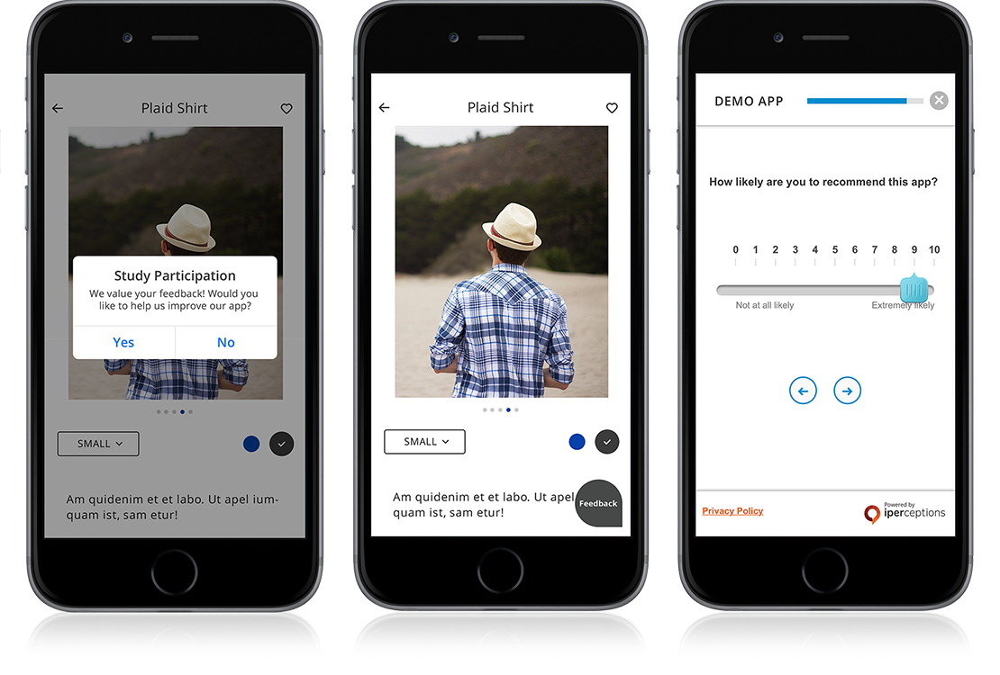 Plaid Shirt
Study Participation
We value your feedback! Would you
like to help us improve our app?
Yes
No
SMALL
Am quidenim et et labo. Ut apel ium-
quam ist, sam etur!
Plaid Shirt
SMALL
Am quidenim et et labo. Ut apel
quam ist, sam etur!
Feedback
DEMO APP
How likely are you to recommend this app?
0 1 2 3 4 5 6 7 8 9 10
Not at all likely
Extremely likely
Privacy Policy
Powered by
iperceptions